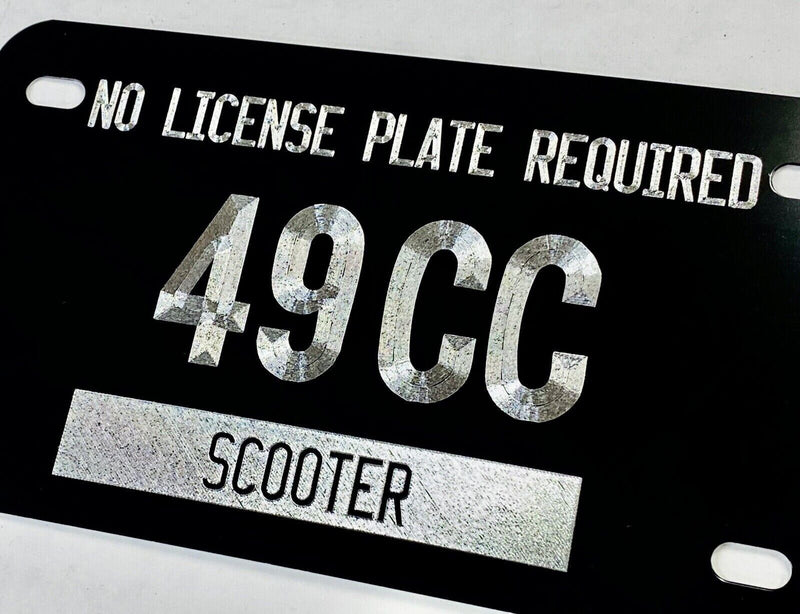 NO LICENSE PLATE REQUIRED
49CC
SCOOTER